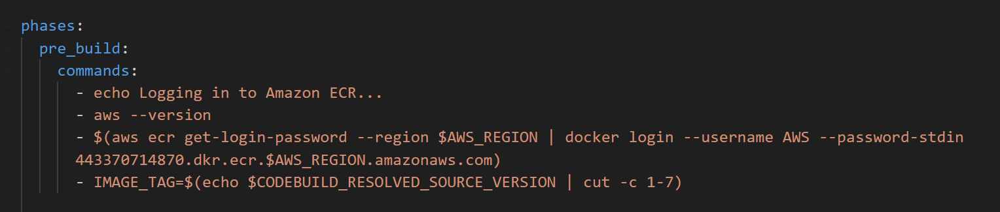 phases:
pre_build:
commands:
- echo Logging in to Amazon ECR...
- aws --version
- $(aws ecr get-login-password --region $AWS_REGION | docker login --username AWS --password-stdin
443370714870.dkr.ecr.$AWS_REGION.amazonaws.com)
- IMAGE_TAG=$(echo $CODEBUILD_RESOLVED_SOURCE_VERSION | cut -c 1-7)